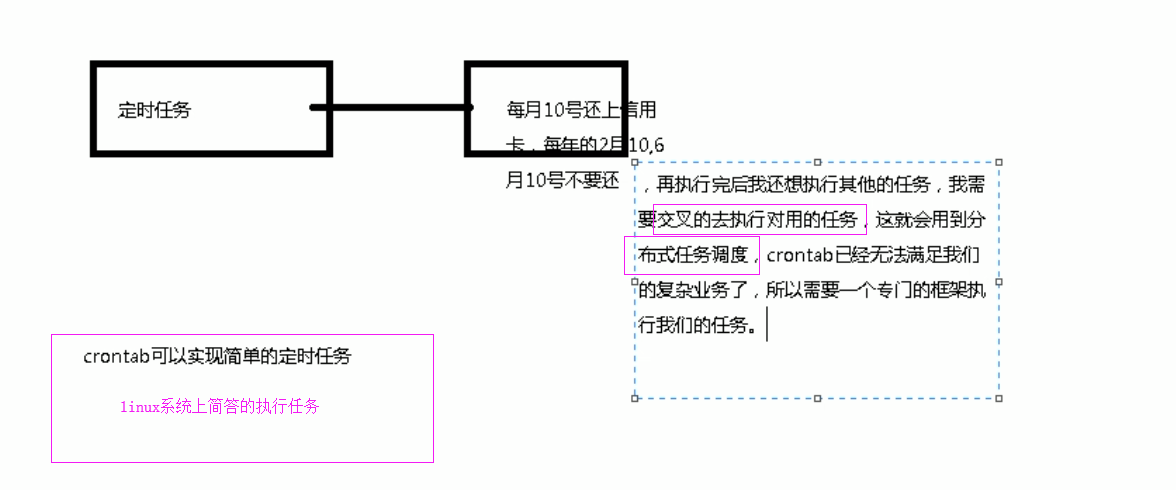 定时任务
每月10号还上信用
卡，每年的2月10,6
月10号不要还
，再执行完后我还想执行其他的任务，我需
要交叉的去执行对用的任务，这就会用到分
布式任务调度，crontab已经无法满足我们
的复杂业务了，所以需要一个专门的框架执
行我们的任务。
crontab可以实现简单的定时任务
linux系统上简答的执行任务